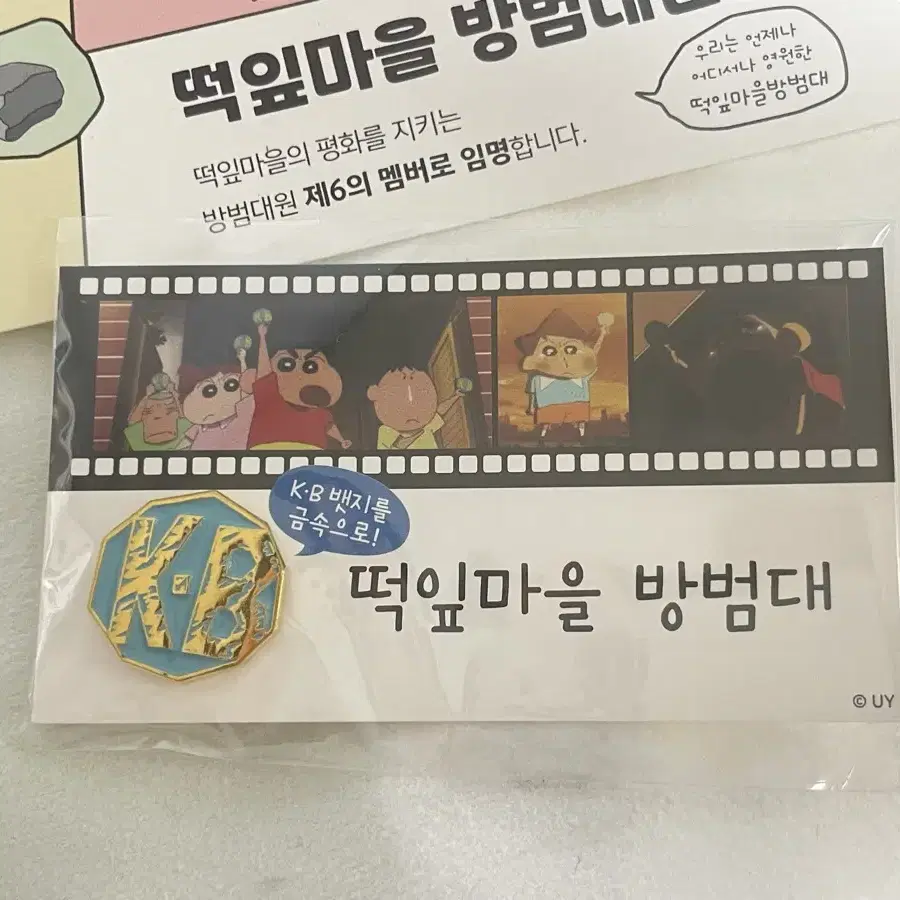 떡잎마을 방범대원
우리는 언제나
어디서나 영원한
떡잎마을방범대
떡잎마을의 평화를 지키는
방범대원 제6의 멤버로 임명합니다.
K·B 뱃지를
금속으로!
K·B
떡잎마을 방범대
© UY